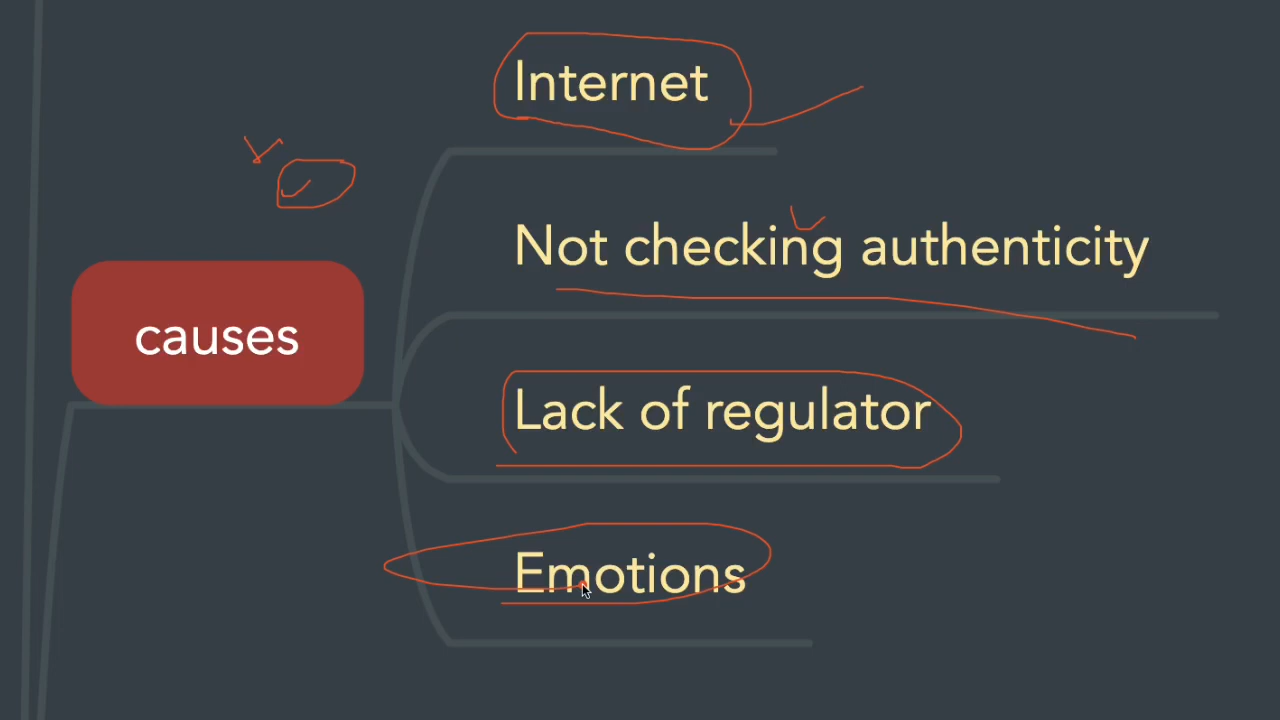 Internet
Not checking authenticity
causes
Lack of regulator
Emotions